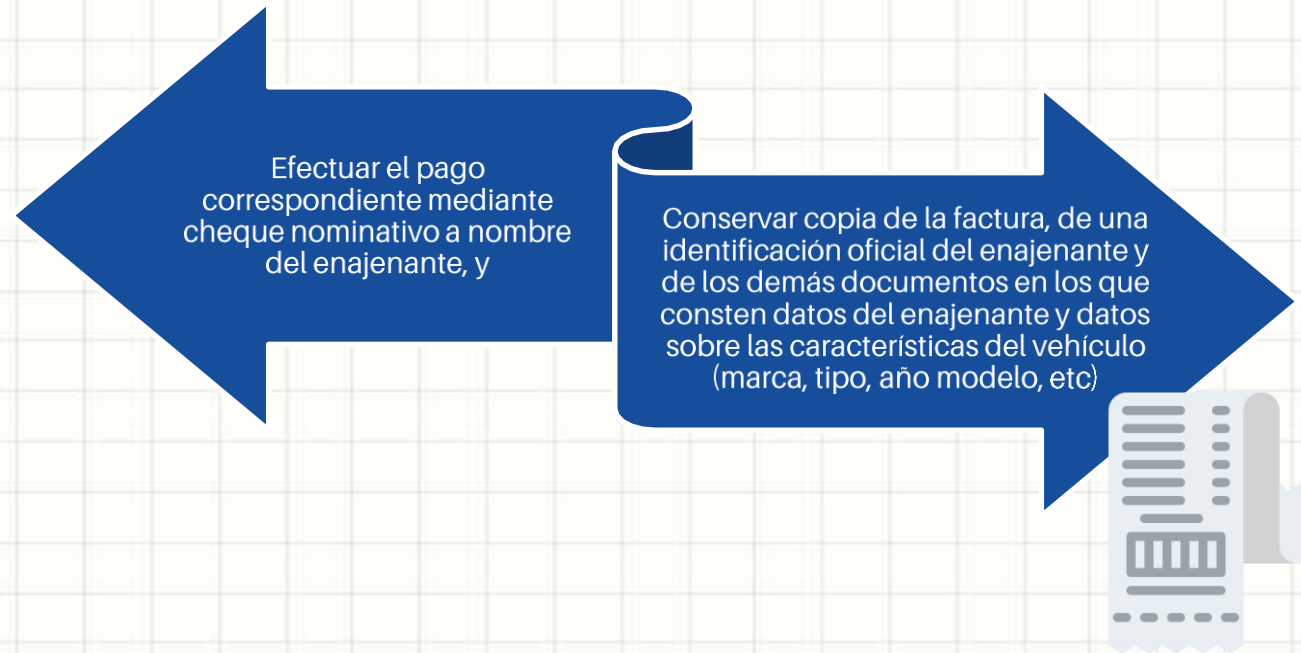 Efectuar el pago
correspondiente mediante
cheque nominativo a nombre
del enajenante, y
Conservar copia de la factura, de una
identificación oficial del enajenante y
de los demás documentos en los que
consten datos del enajenante y datos
sobre las características del vehículo
(marca, tipo, año modelo, etc)